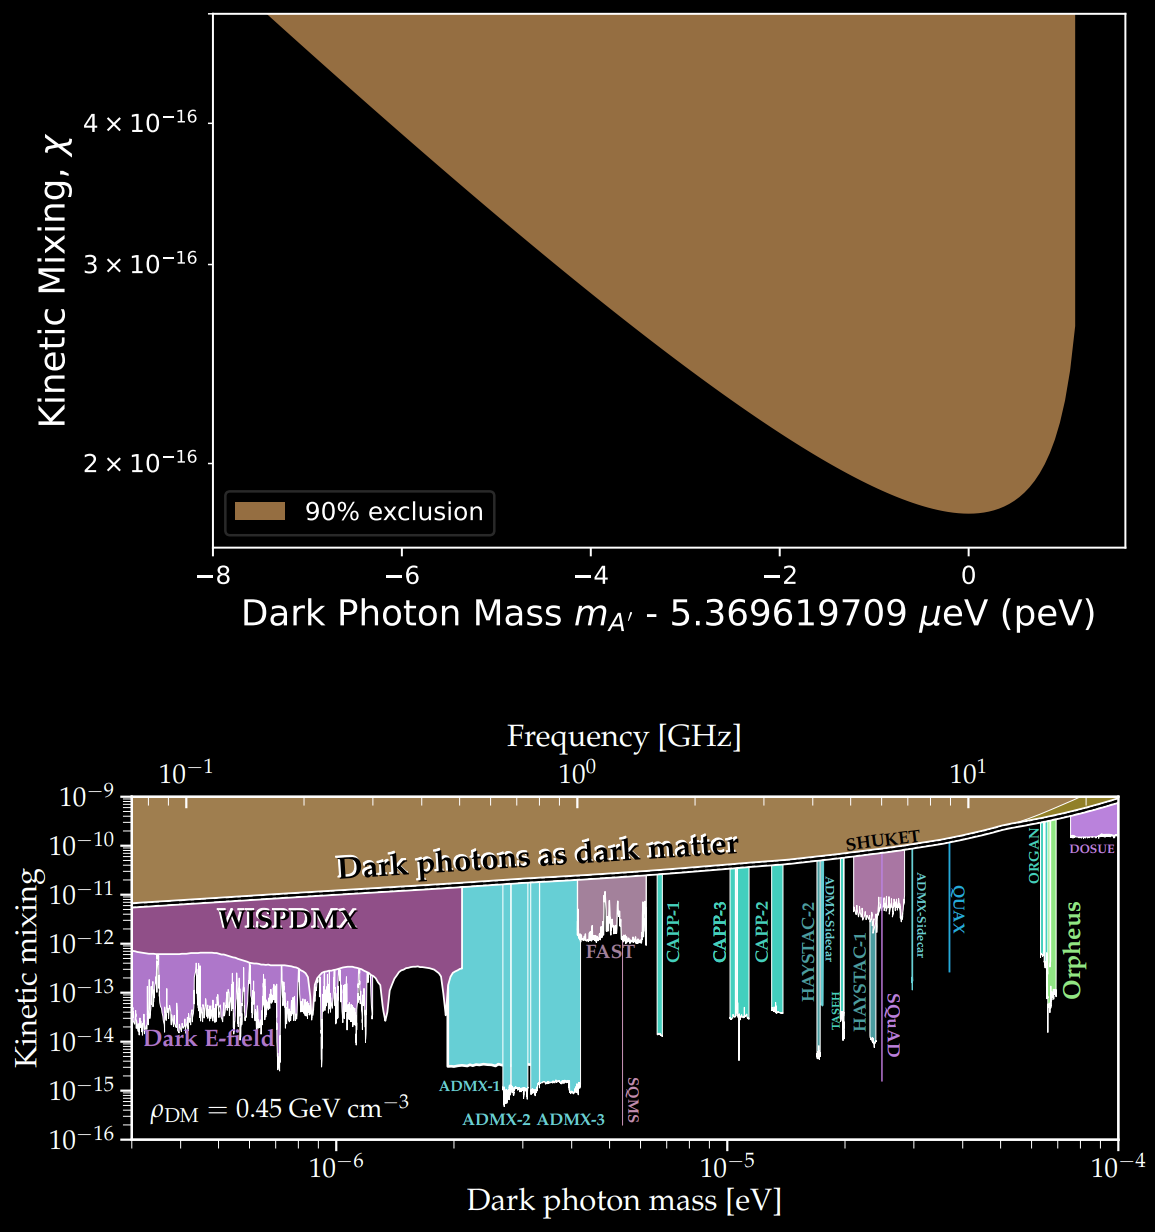 4 × 10⁻¹⁶
3 × 10⁻¹⁶
2 × 10⁻¹⁶
Kinetic Mixing, χ
90% exclusion
−8 −6 −4 −2 0
Dark Photon Mass m_A′ - 5.369619709 μeV (peV)
Frequency [GHz]
10⁻¹ 10⁰ 10¹
10⁻⁹
10⁻¹⁰
10⁻¹¹
10⁻¹²
10⁻¹³
10⁻¹⁴
10⁻¹⁵
10⁻¹⁶
Kinetic mixing
Dark photons as dark matter
SHUKET
WISPDMX
Dark E-field
ADMX-1
ADMX-2
ADMX-3
FAST
SQMS
CAPP-1
CAPP-3
CAPP-2
HAYSTAC-2
ADMX-Sidecar
TASEH
HAYSTAC-1
SQuAD
ADMX-Sidecar
QUAX
ORGAN
Orpheus
DOSUE
ρ_DM = 0.45 GeV cm⁻³
10⁻⁶ 10⁻⁵ 10⁻⁴
Dark photon mass [eV]